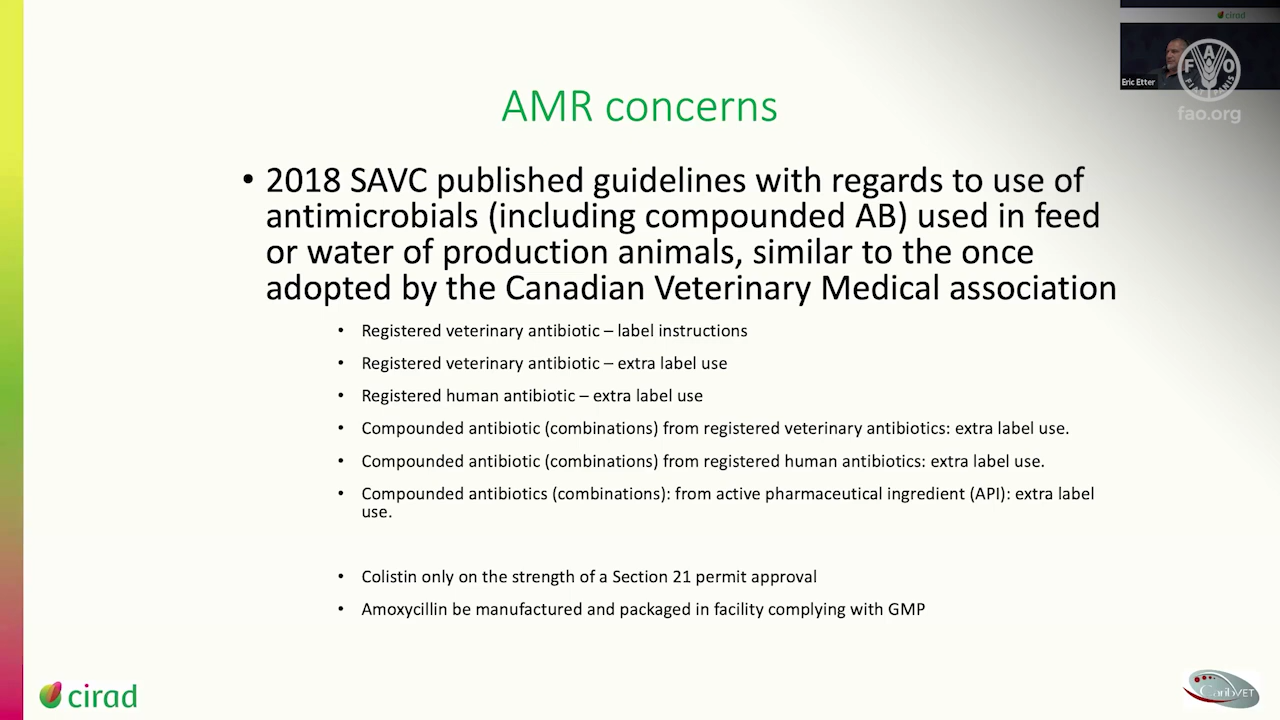 cirad
Eric Etter
FAO
FIAT PANIS
fao.org
AMR concerns
• 2018 SAVC published guidelines with regards to use of
antimicrobials (including compounded AB) used in feed
or water of production animals, similar to the once
adopted by the Canadian Veterinary Medical association
• Registered veterinary antibiotic – label instructions
• Registered veterinary antibiotic – extra label use
• Registered human antibiotic – extra label use
• Compounded antibiotic (combinations) from registered veterinary antibiotics: extra label use.
• Compounded antibiotic (combinations) from registered human antibiotics: extra label use.
• Compounded antibiotics (combinations): from active pharmaceutical ingredient (API): extra label
use.
• Colistin only on the strength of a Section 21 permit approval
• Amoxycillin be manufactured and packaged in facility complying with GMP
cirad
CaribVET